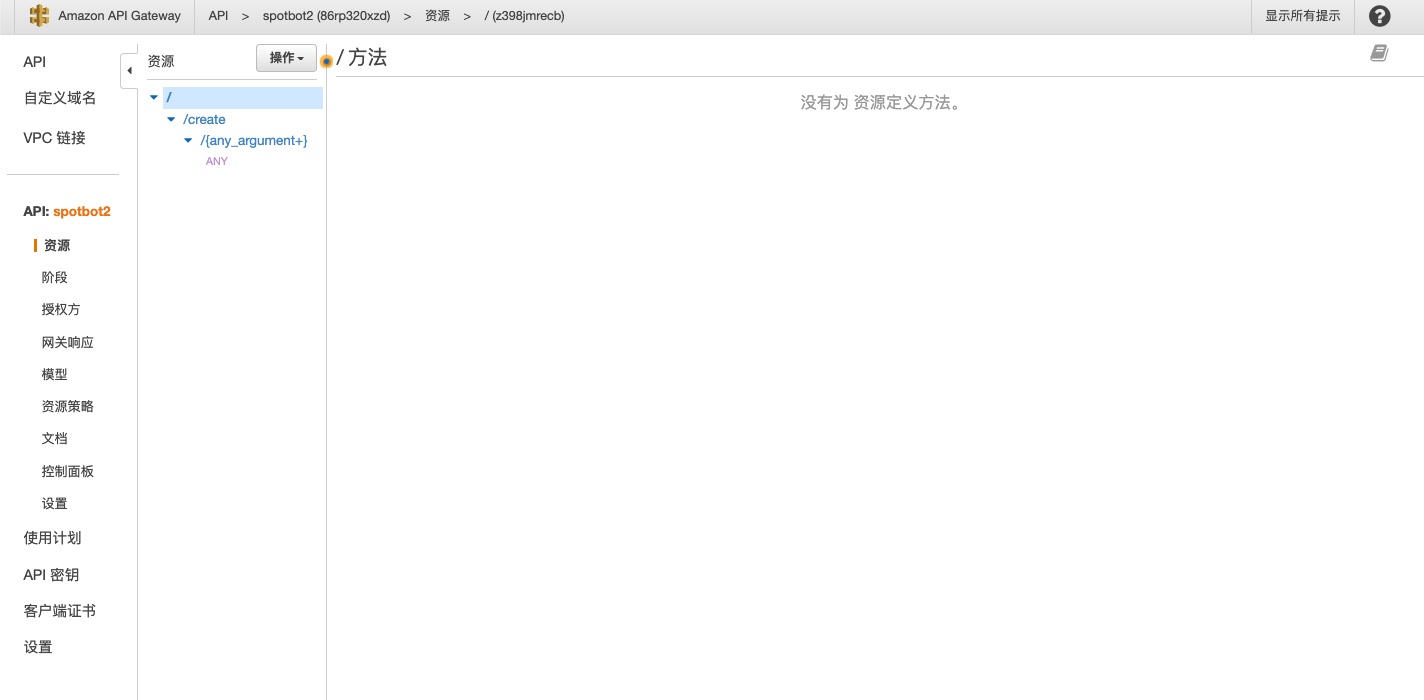 Amazon API Gateway
API > spotbot2 (86rp320xzd) > 资源 > / (z398jmrecb)
显示所有提示
API
自定义域名
VPC 链接
API: spotbot2
资源
阶段
授权方
网关响应
模型
资源策略
文档
控制面板
设置
使用计划
API 密钥
客户端证书
设置
资源
操作
/
/create
/{any_argument+}
ANY
/ 方法
没有为 资源定义方法。